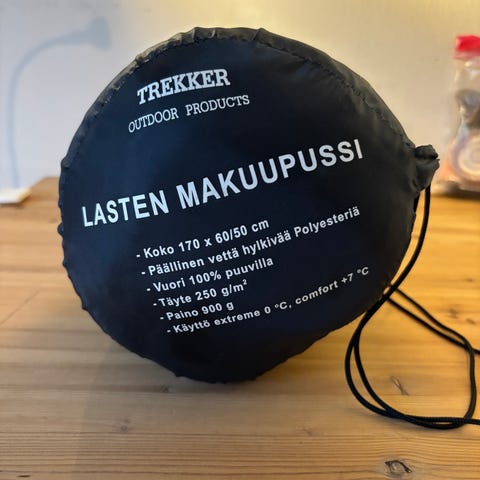 TREKKER
OUTDOOR PRODUCTS
LASTEN MAKUUPUSSI
- Koko 170 x 60/50 cm
- Päällinen vettä hylkivää Polyesteriä
- Vuori 100% puuvilla
- Täyte 250 g/m²
- Paino 900 g
- Käyttö extreme 0 °C, comfort +7 °C